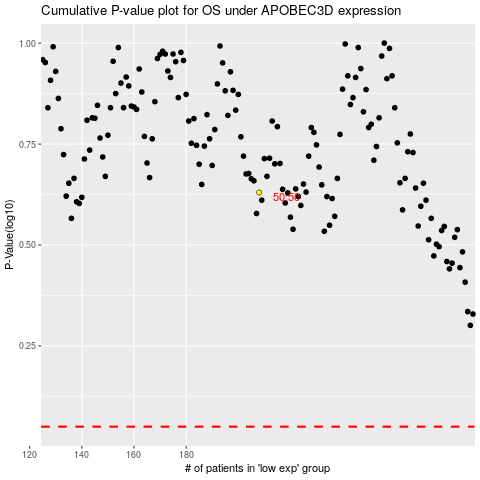 Cumulative P-value plot for OS under APOBEC3D expression
P-Value(log10)
1.00
0.75
0.50
0.25
50:50
120 140 160 180
# of patients in 'low exp' group